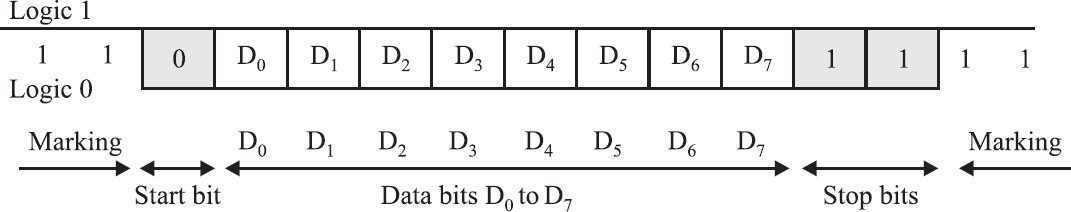 Logic 1
1 1 0 D₀ D₁ D₂ D₃ D₄ D₅ D₆ D₇ 1 1 1 1
Logic 0
Marking D₀ D₁ D₂ D₃ D₄ D₅ D₆ D₇ Marking
Start bit Data bits D₀ to D₇ Stop bits